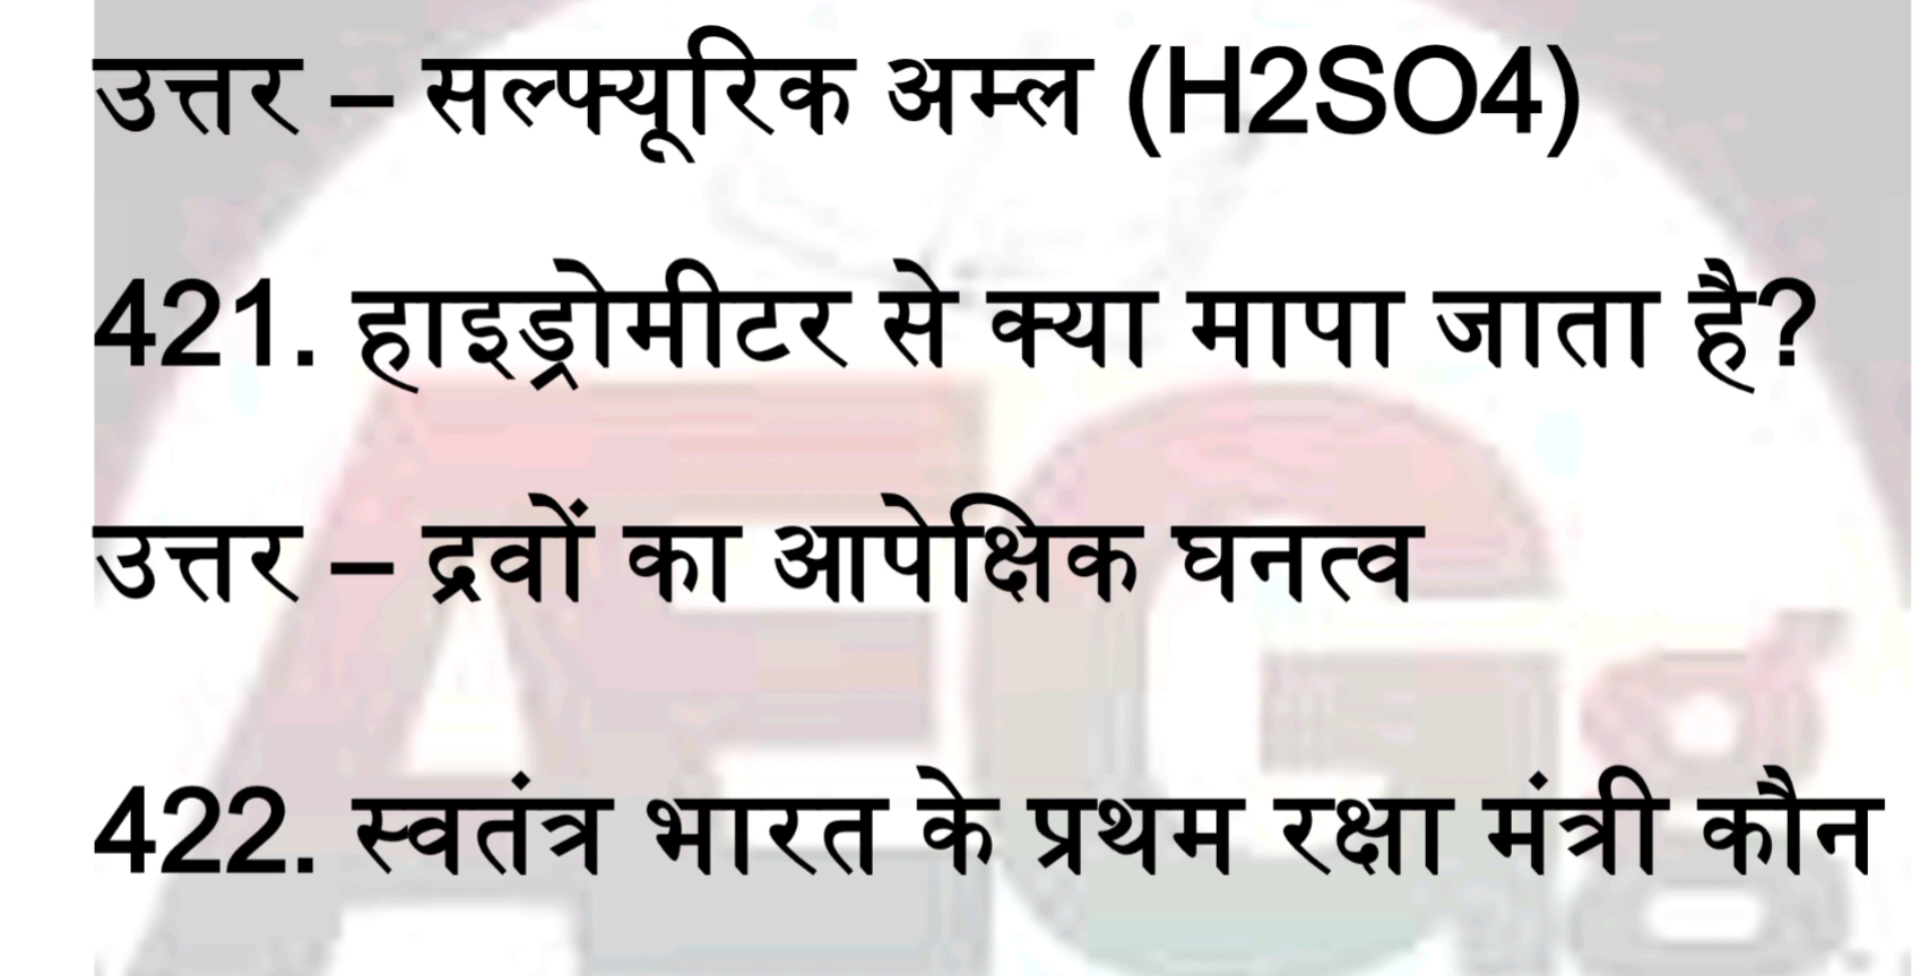 उत्तर – सल्फ्यूरिक अम्ल (H2SO4)
421. हाइड्रोमीटर से क्या मापा जाता है?
उत्तर – द्रवों का आपेक्षिक घनत्व
422. स्वतंत्र भारत के प्रथम रक्षा मंत्री कौन